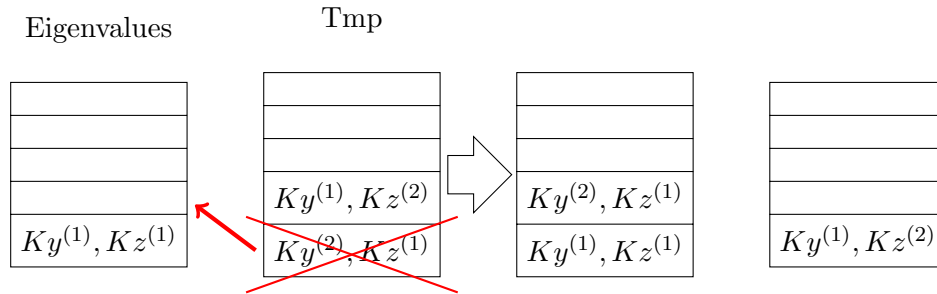 Eigenvalues
Tmp
Ky^{(1)}, Kz^{(1)}
Ky^{(1)}, Kz^{(2)}
Ky^{(2)}, Kz^{(1)}
Ky^{(2)}, Kz^{(1)}
Ky^{(1)}, Kz^{(1)}
Ky^{(1)}, Kz^{(2)}